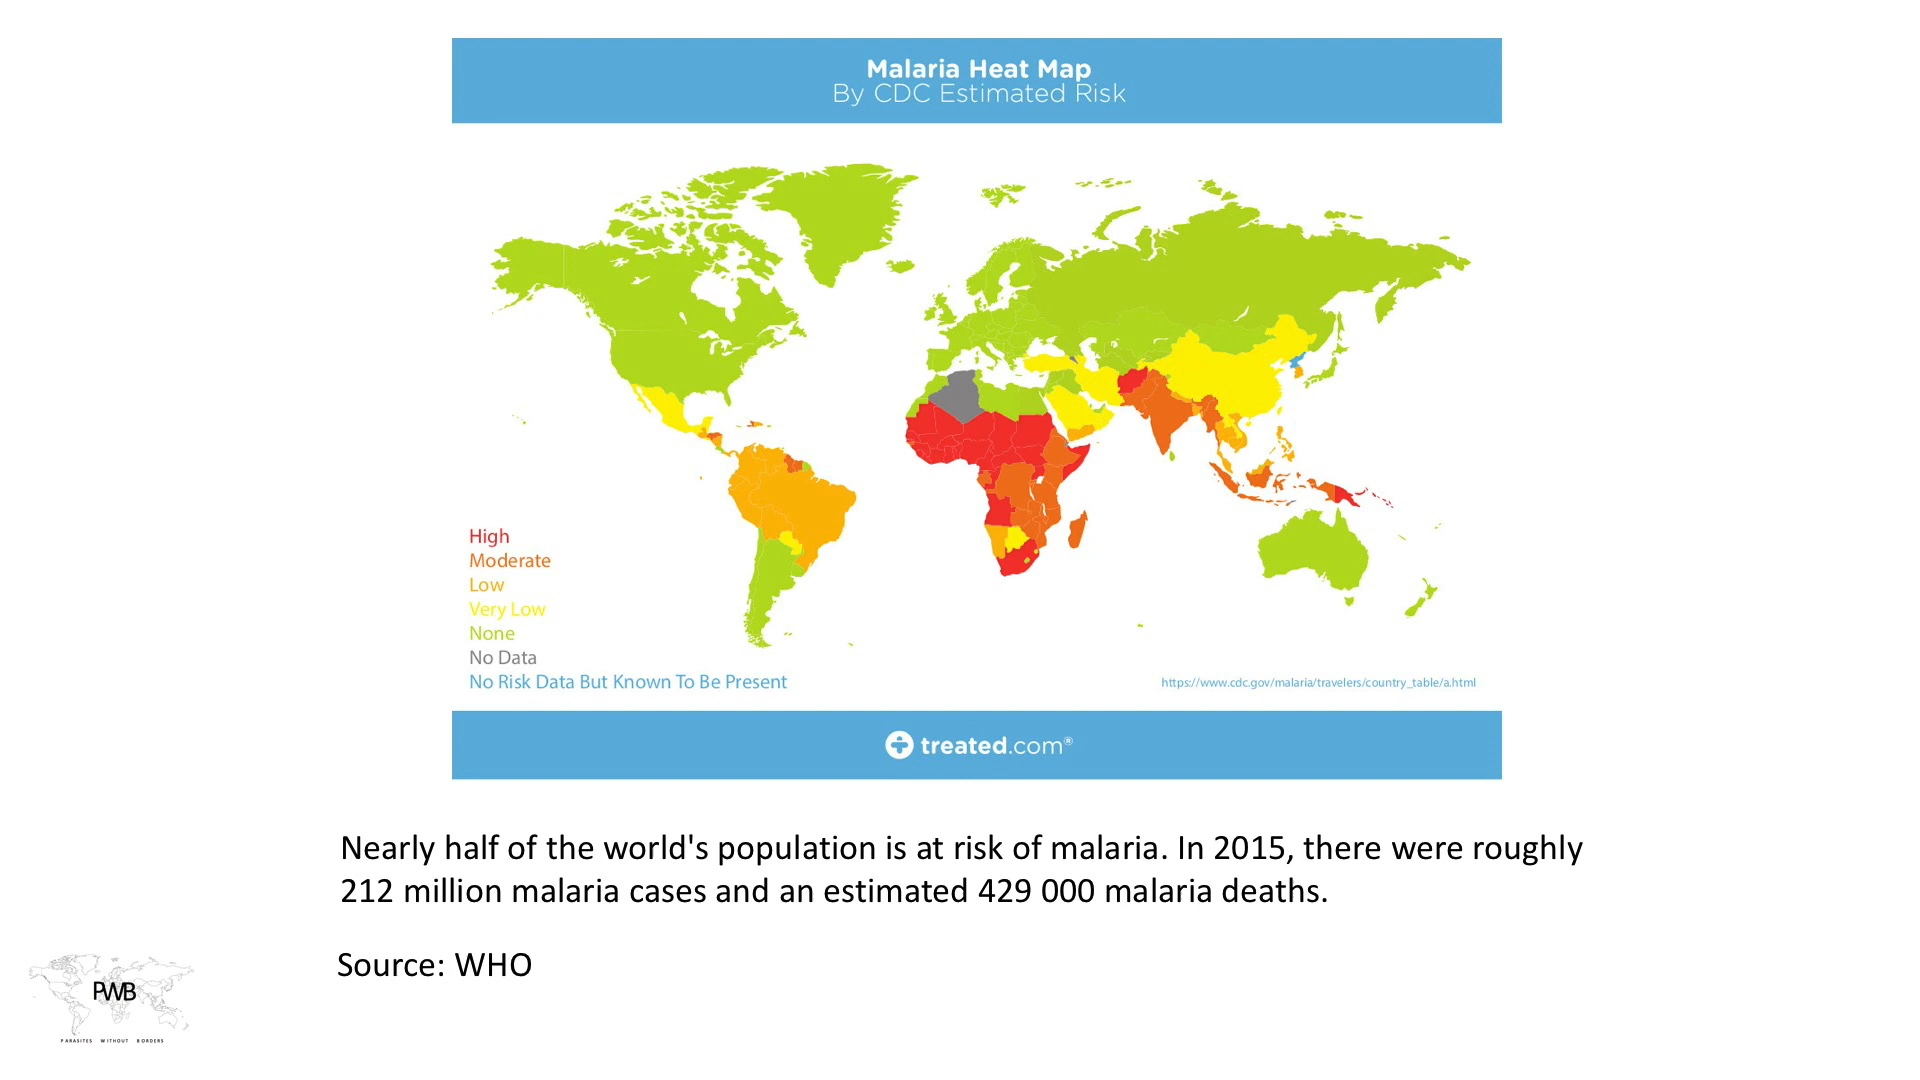 Malaria Heat Map
By CDC Estimated Risk
High
Moderate
Low
Very Low
None
No Data
No Risk Data But Known To Be Present
https://www.cdc.gov/malaria/travelers/country_table/a.html
treated.com®
Nearly half of the world's population is at risk of malaria. In 2015, there were roughly
212 million malaria cases and an estimated 429 000 malaria deaths.
Source: WHO
PWB
PARASITES WITHOUT BORDERS